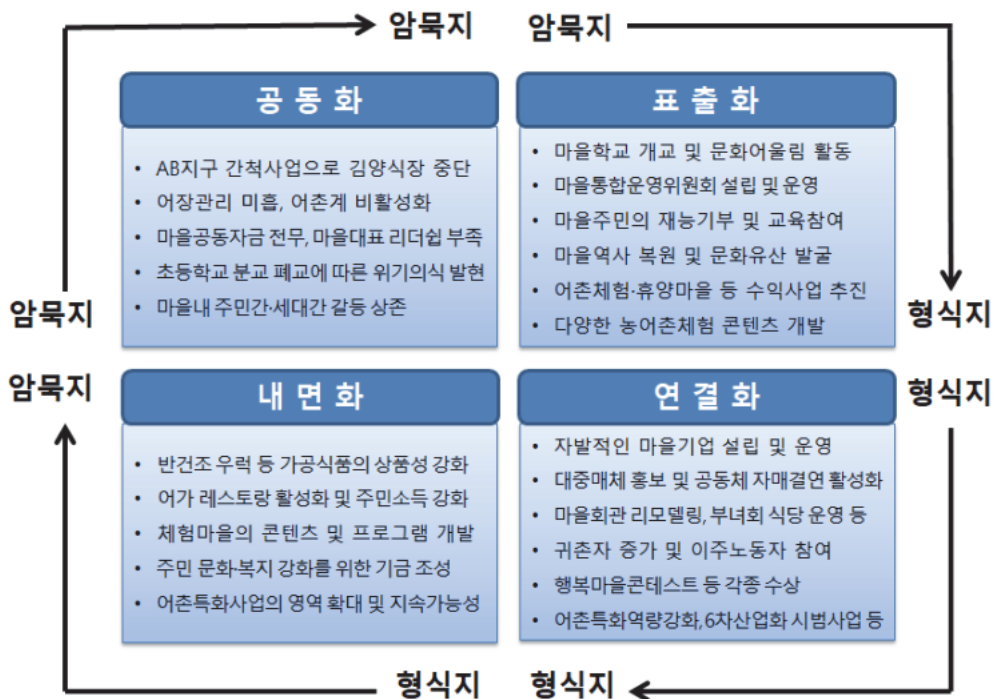 암묵지
암묵지
공동화
• AB지구 간척사업으로 김양식장 중단
• 어장관리 미흡, 어촌계 비활성화
• 마을공동자금 전무, 마을대표 리더쉽 부족
• 초등학교 분교 폐교에 따른 위기의식 발현
• 마을내 주민간·세대간 갈등 상존
표출화
• 마을학교 개교 및 문화어울림 활동
• 마을통합운영위원회 설립 및 운영
• 마을주민의 재능기부 및 교육참여
• 마을역사 복원 및 문화유산 발굴
• 어촌체험·휴양마을 등 수익사업 추진
• 다양한 농어촌체험 콘텐츠 개발
암묵지
형식지
암묵지
형식지
내면화
• 반건조 우럭 등 가공식품의 상품성 강화
• 어가 레스토랑 활성화 및 주민소득 강화
• 체험마을의 콘텐츠 및 프로그램 개발
• 주민 문화·복지 강화를 위한 기금 조성
• 어촌특화사업의 영역 확대 및 지속가능성
연결화
• 자발적인 마을기업 설립 및 운영
• 대중매체 홍보 및 공동체 자매결연 활성화
• 마을회관 리모델링, 부녀회 식당 운영 등
• 귀촌자 증가 및 이주노동자 참여
• 행복마을콘테스트 등 각종 수상
• 어촌특화역량강화, 6차산업화 시범사업 등
형식지
형식지